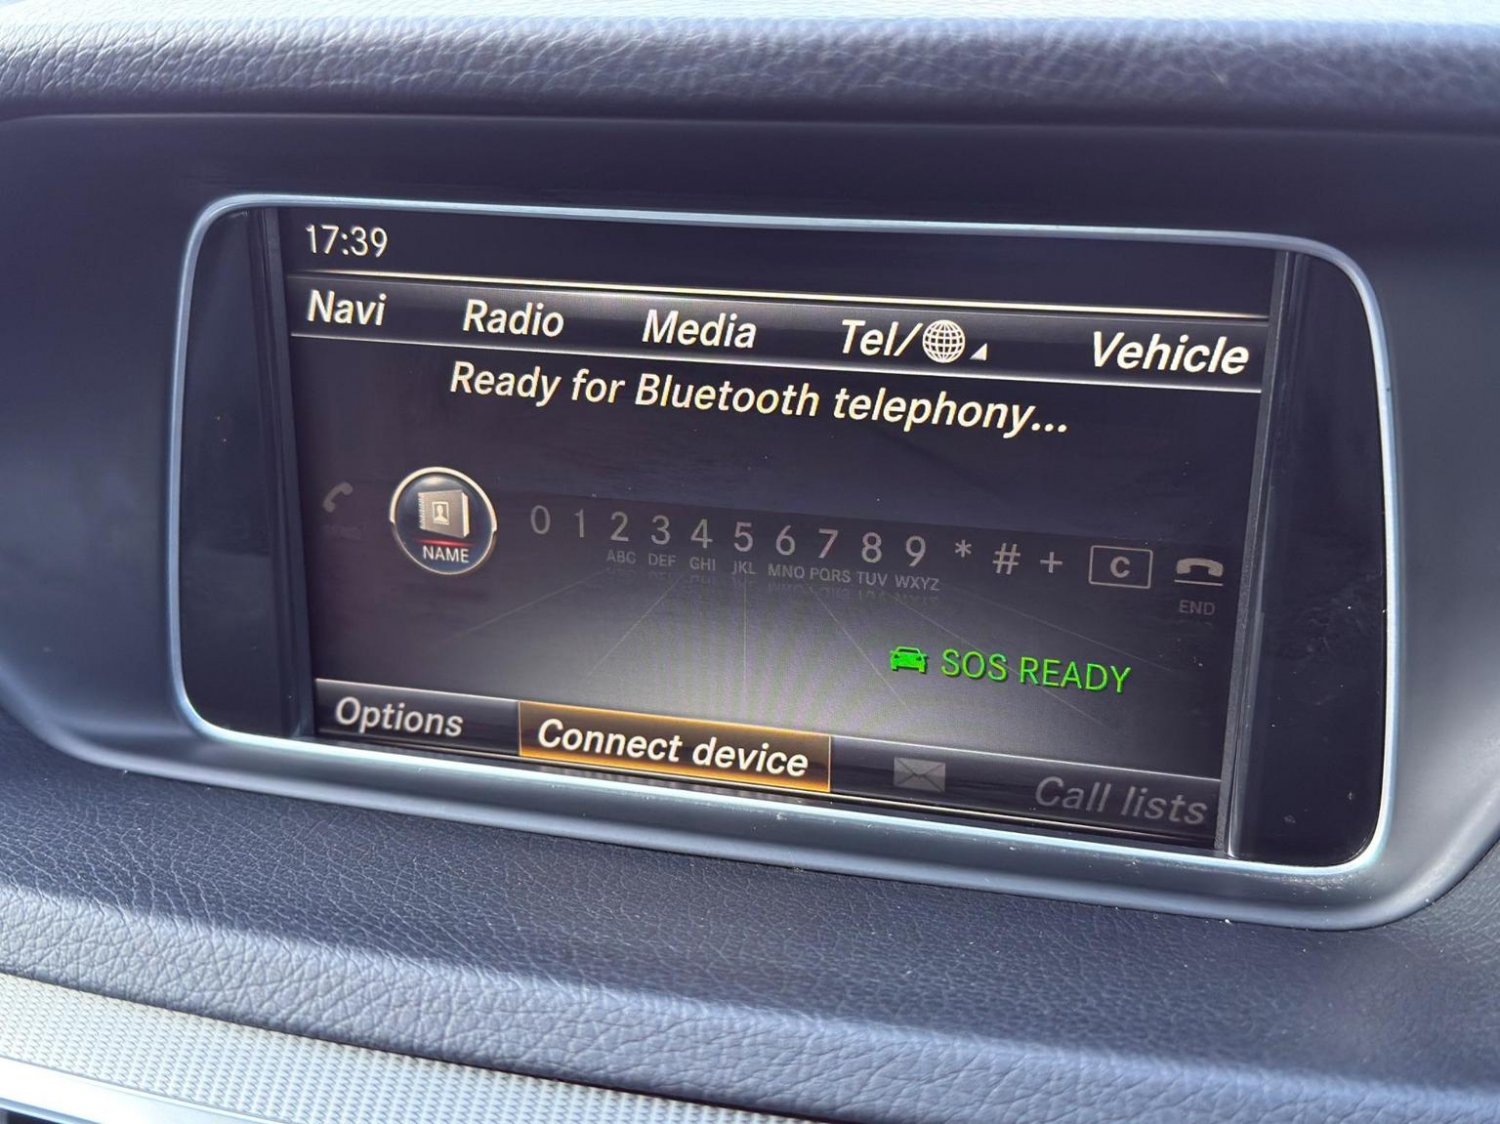 17:39
Navi Radio Media Tel/ Vehicle
Ready for Bluetooth telephony...
NAME 0 1 2 3 4 5 6 7 8 9 * # + C
ABC DEF GHI JKL MNO PQRS TUV WXYZ
END
SOS READY
Options Connect device Call lists